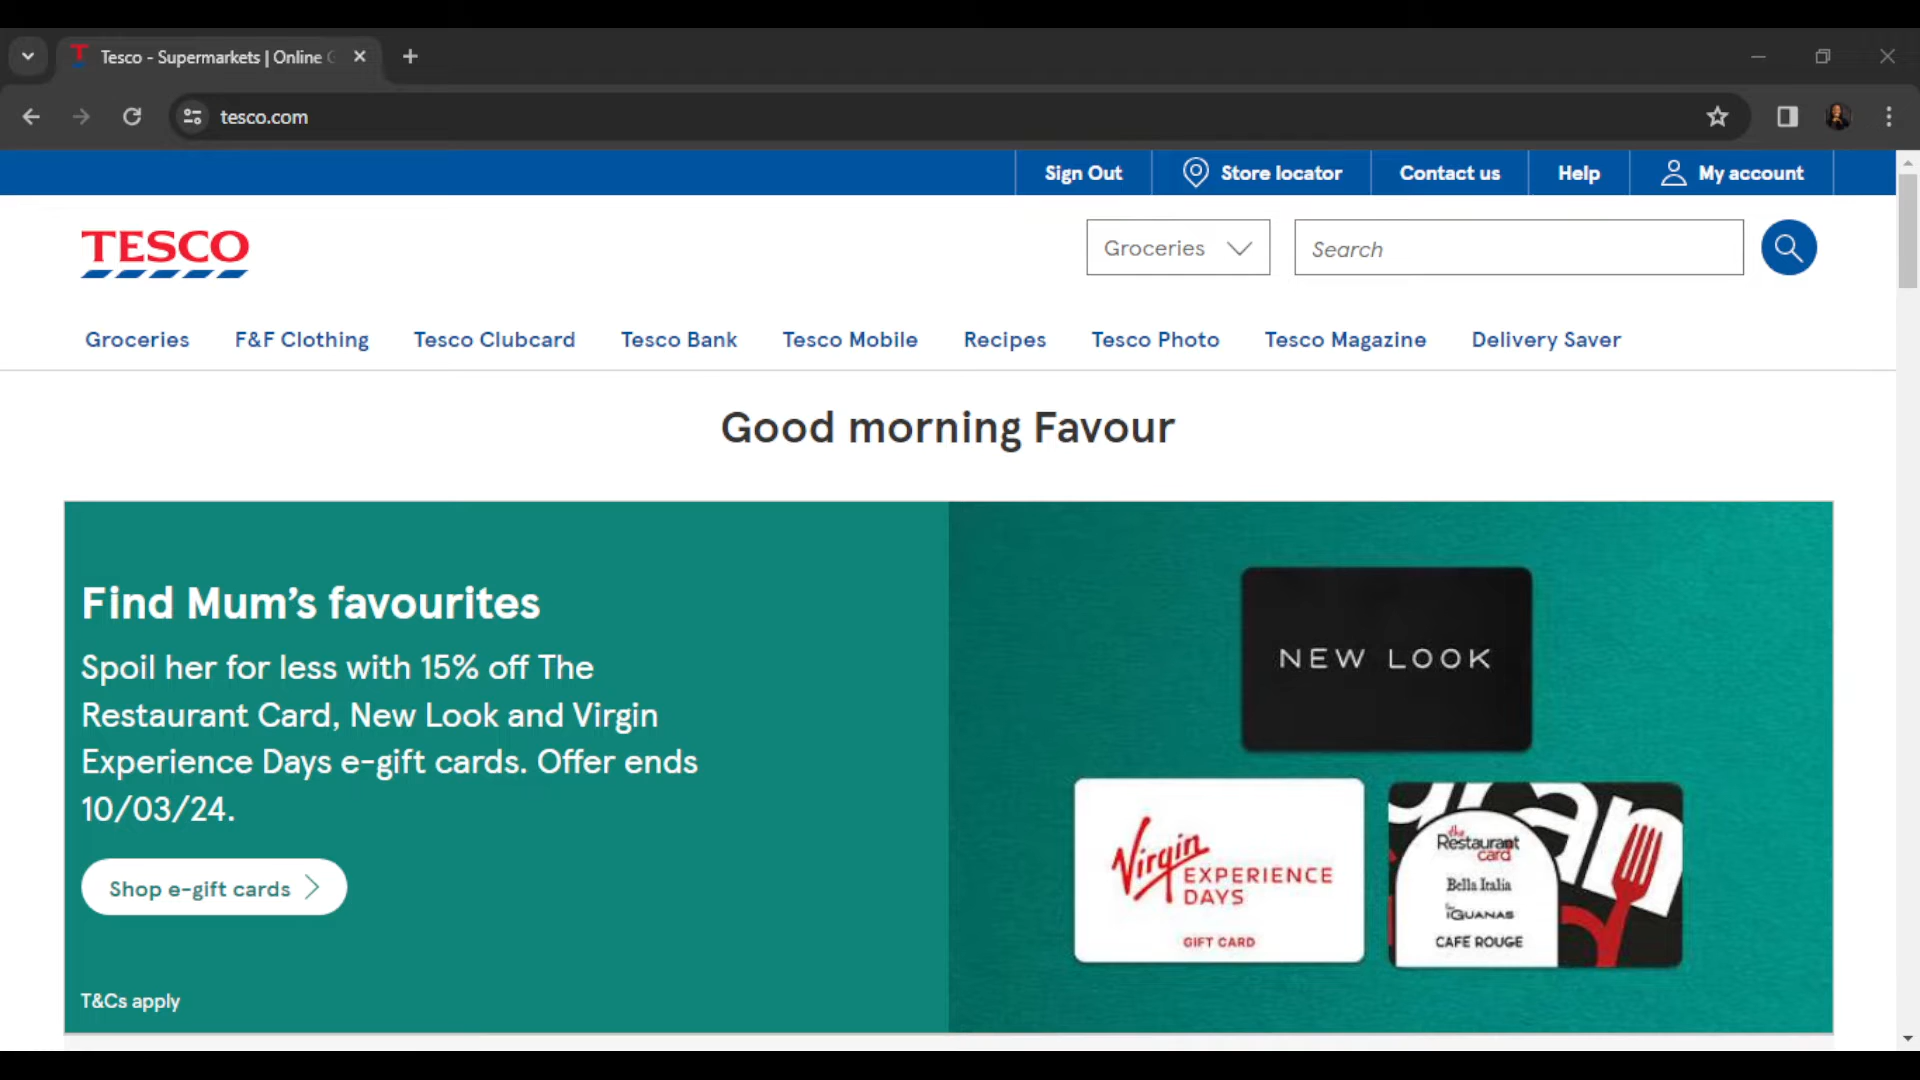 Tesco - Supermarkets | Online G
tesco.com
Sign Out
Store locator
Contact us
Help
My account
TESCO
Groceries
Search
Groceries
F&F Clothing
Tesco Clubcard
Tesco Bank
Tesco Mobile
Recipes
Tesco Photo
Tesco Magazine
Delivery Saver
Good morning Favour
Find Mum’s favourites
Spoil her for less with 15% off The
Restaurant Card, New Look and Virgin
Experience Days e-gift cards. Offer ends
10/03/24.
Shop e-gift cards
T&Cs apply
NEW LOOK
Virgin
EXPERIENCE
DAYS
GIFT CARD
the
Restaurant
card
Bella Italia
IGUANAS
CAFE ROUGE